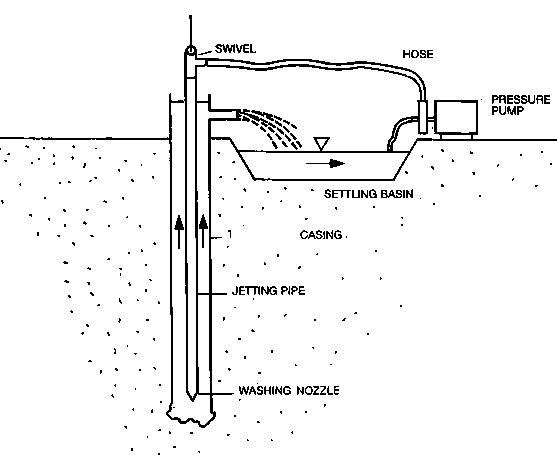 SWIVEL
HOSE
PRESSURE
PUMP
SETTLING BASIN
CASING
JETTING PIPE
WASHING NOZZLE